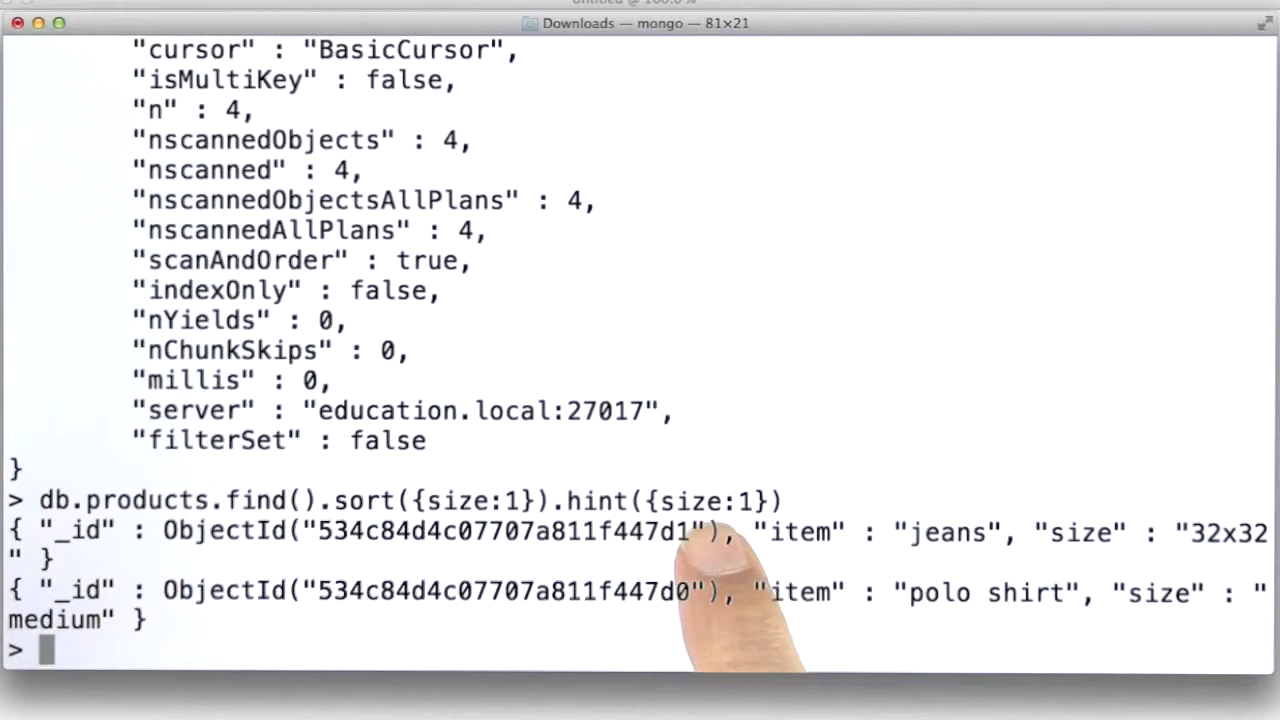 Untitled @ 100.0 %
Downloads — mongo — 81×21
"cursor" : "BasicCursor",
"isMultiKey" : false,
"n" : 4,
"nscannedObjects" : 4,
"nscanned" : 4,
"nscannedObjectsAllPlans" : 4,
"nscannedAllPlans" : 4,
"scanAndOrder" : true,
"indexOnly" : false,
"nYields" : 0,
"nChunkSkips" : 0,
"millis" : 0,
"server" : "education.local:27017",
"filterSet" : false
}
> db.products.find().sort({size:1}).hint({size:1})
{ "_id" : ObjectId("534c84d4c07707a811f447d1"), "item" : "jeans", "size" : "32x32
" }
{ "_id" : ObjectId("534c84d4c07707a811f447d0"), "item" : "polo shirt", "size" : "
medium" }
>